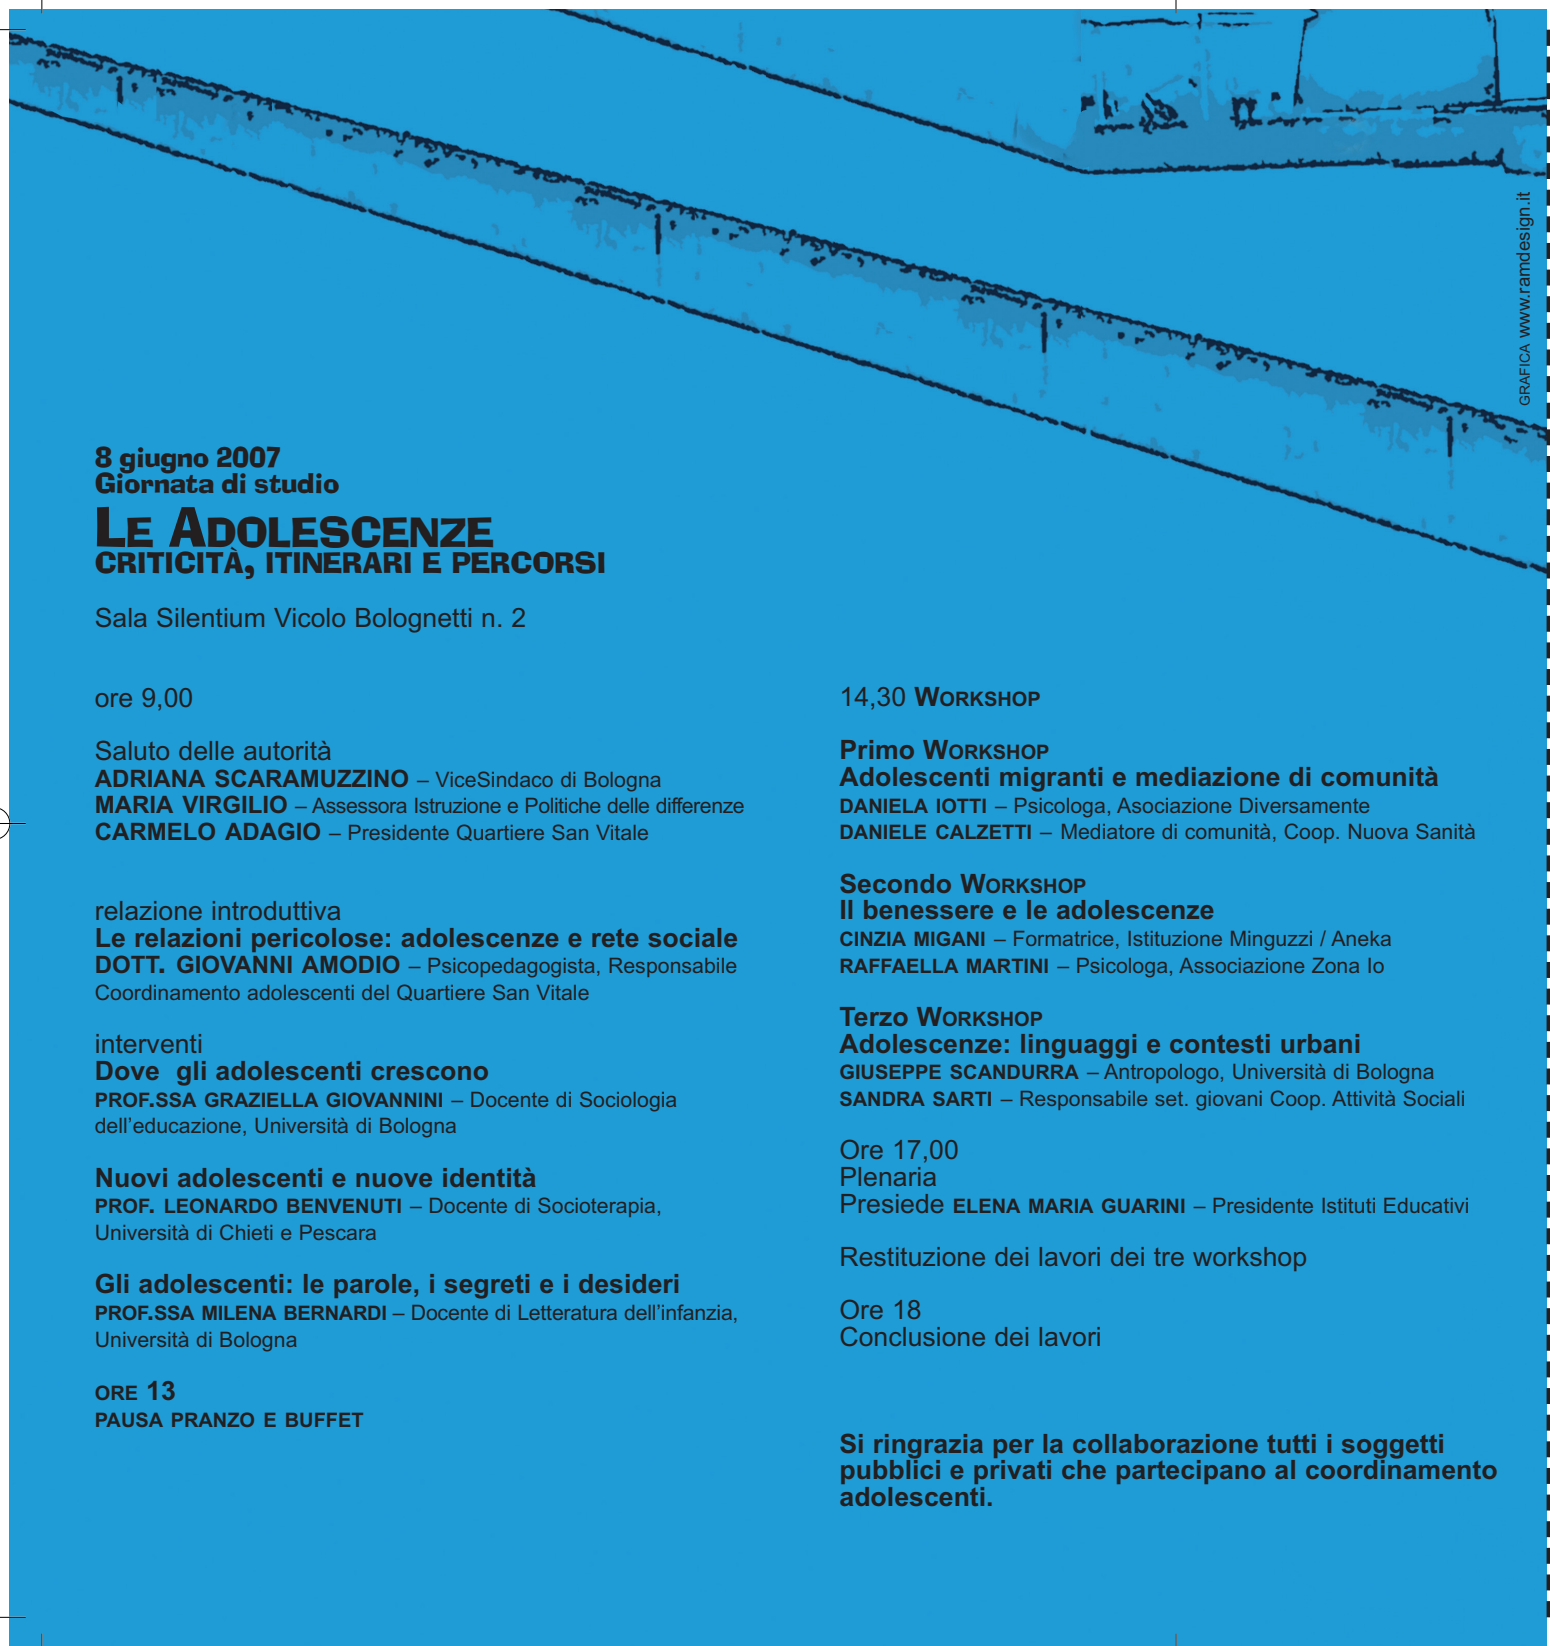 GRAFICA www.ramdesign.it
8 giugno 2007
Giornata di studio
LE ADOLESCENZE
CRITICITÀ, ITINERARI E PERCORSI
Sala Silentium Vicolo Bolognetti n. 2
ore 9,00
Saluto delle autorità
ADRIANA SCARAMUZZINO – ViceSindaco di Bologna
MARIA VIRGILIO – Assessora Istruzione e Politiche delle differenze
CARMELO ADAGIO – Presidente Quartiere San Vitale
relazione introduttiva
Le relazioni pericolose: adolescenze e rete sociale
DOTT. GIOVANNI AMODIO – Psicopedagogista, Responsabile
Coordinamento adolescenti del Quartiere San Vitale
interventi
Dove  gli adolescenti crescono
PROF.SSA GRAZIELLA GIOVANNINI – Docente di Sociologia
dell'educazione, Università di Bologna
Nuovi adolescenti e nuove identità
PROF. LEONARDO BENVENUTI – Docente di Socioterapia,
Università di Chieti e Pescara
Gli adolescenti: le parole, i segreti e i desideri
PROF.SSA MILENA BERNARDI – Docente di Letteratura dell'infanzia,
Università di Bologna
ORE 13
PAUSA PRANZO E BUFFET
14,30 WORKSHOP
Primo WORKSHOP
Adolescenti migranti e mediazione di comunità
DANIELA IOTTI – Psicologa, Asociazione Diversamente
DANIELE CALZETTI – Mediatore di comunità, Coop. Nuova Sanità
Secondo WORKSHOP
Il benessere e le adolescenze
CINZIA MIGANI – Formatrice, Istituzione Minguzzi / Aneka
RAFFAELLA MARTINI – Psicologa, Associazione Zona Io
Terzo WORKSHOP
Adolescenze: linguaggi e contesti urbani
GIUSEPPE SCANDURRA – Antropologo, Università di Bologna
SANDRA SARTI – Responsabile set. giovani Coop. Attività Sociali
Ore 17,00
Plenaria
Presiede ELENA MARIA GUARINI – Presidente Istituti Educativi
Restituzione dei lavori dei tre workshop
Ore 18
Conclusione dei lavori
Si ringrazia per la collaborazione tutti i soggetti
pubblici e privati che partecipano al coordinamento
adolescenti.